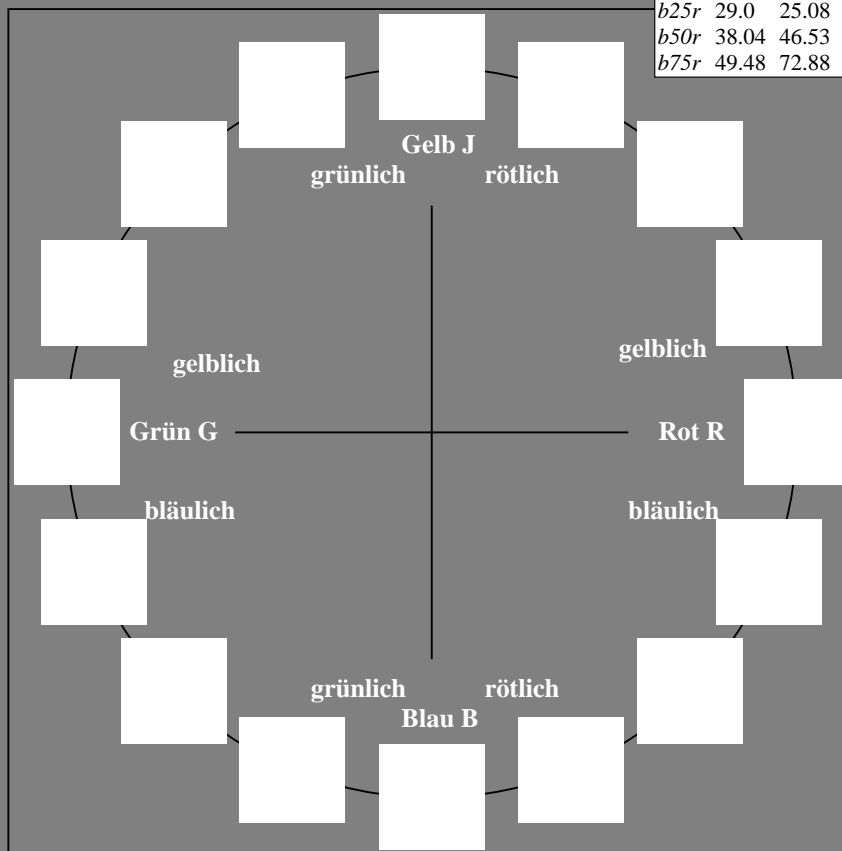 b25r 29.0 25.08
b50r 38.04 46.53
b75r 49.48 72.88
Gelb J
grünlich rötlich
gelblich gelblich
Grün G Rot R
bläulich bläulich
grünlich rötlich
Blau B